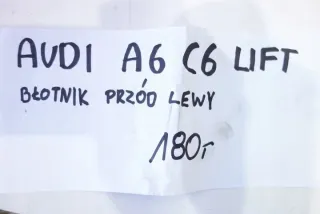 AUDI A6 C6 LIFT
BŁOTNIK PRZÓD LEWY
180r